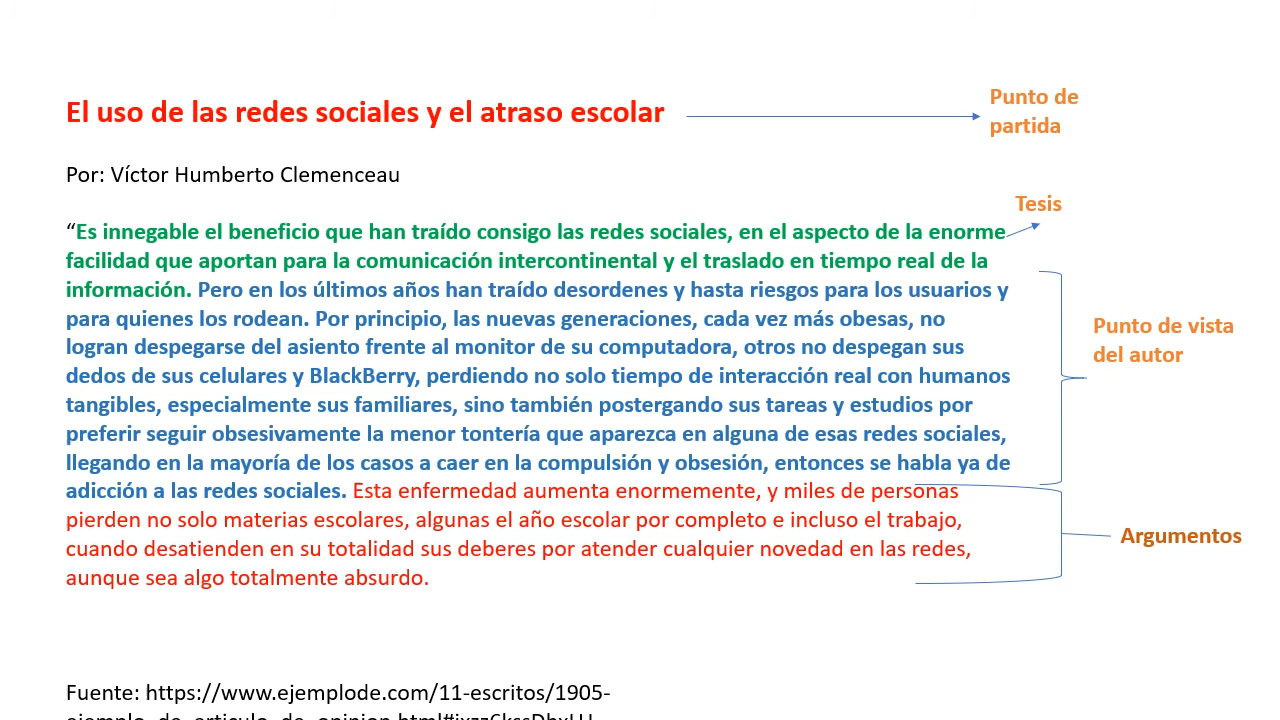 El uso de las redes sociales y el atraso escolar
Punto de
partida
Por: Víctor Humberto Clemenceau
Tesis
“Es innegable el beneficio que han traído consigo las redes sociales, en el aspecto de la enorme
facilidad que aportan para la comunicación intercontinental y el traslado en tiempo real de la
información. Pero en los últimos años han traído desordenes y hasta riesgos para los usuarios y
para quienes los rodean. Por principio, las nuevas generaciones, cada vez más obesas, no
logran despegarse del asiento frente al monitor de su computadora, otros no despegan sus
dedos de sus celulares y BlackBerry, perdiendo no solo tiempo de interacción real con humanos
tangibles, especialmente sus familiares, sino también postergando sus tareas y estudios por
preferir seguir obsesivamente la menor tontería que aparezca en alguna de esas redes sociales,
llegando en la mayoría de los casos a caer en la compulsión y obsesión, entonces se habla ya de
adicción a las redes sociales. Esta enfermedad aumenta enormemente, y miles de personas
pierden no solo materias escolares, algunas el año escolar por completo e incluso el trabajo,
cuando desatienden en su totalidad sus deberes por atender cualquier novedad en las redes,
aunque sea algo totalmente absurdo.
Punto de vista
del autor
Argumentos
Fuente: https://www.ejemplode.com/11-escritos/1905-